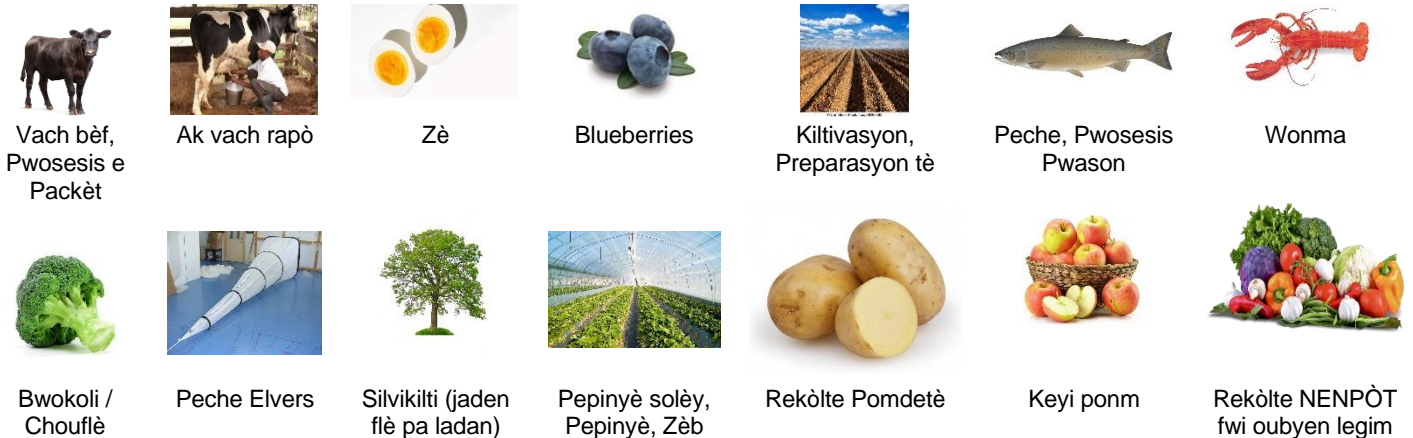 Vach bèf,
Pwosesis e
Packèt
Ak vach rapò
Zè
Blueberries
Kiltivasyon,
Preparasyon tè
Peche, Pwosesis
Pwason
Wonma
Bwokoli /
Chouflè
Peche Elvers
Silvikilti (jaden
flè pa ladan)
Pepinyè solèy,
Pepinyè, Zèb
Rekòlte Pomdetè
Keyi ponm
Rekòlte NENPÒT
fwi oubyen legim